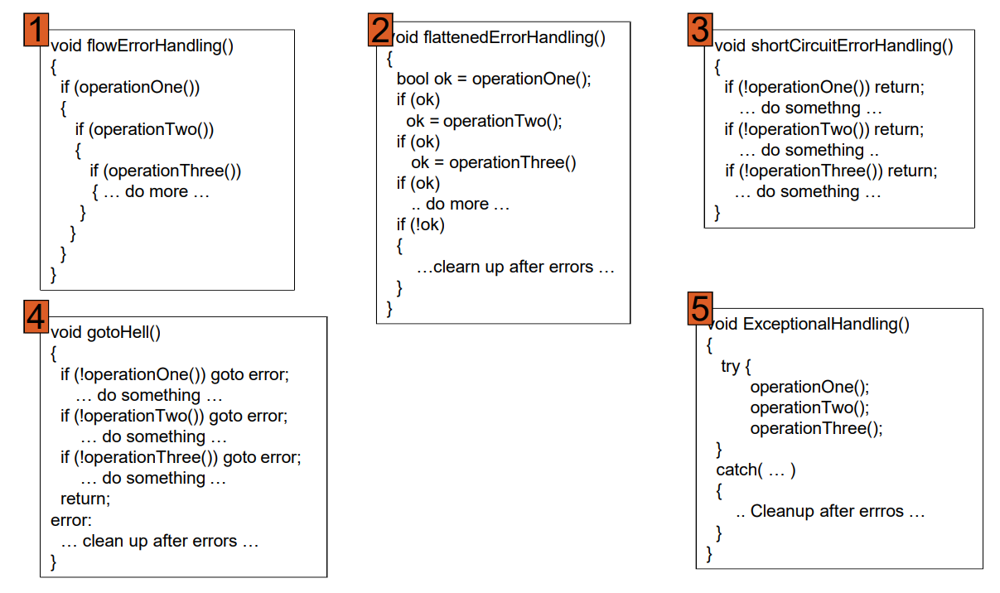 1
void flowErrorHandling()
{
if (operationOne())
{
if (operationTwo())
{
if (operationThree())
{ … do more …
}
}
}
}
2
void flattenedErrorHandling()
{
bool ok = operationOne();
if (ok)
ok = operationTwo();
if (ok)
ok = operationThree()
if (ok)
.. do more …
if (!ok)
{
…clearn up after errors …
}
}
3
void shortCircuitErrorHandling()
{
if (!operationOne()) return;
… do somethng …
if (!operationTwo()) return;
… do something ..
if (!operationThree()) return;
… do something …
}
4
void gotoHell()
{
if (!operationOne()) goto error;
… do something …
if (!operationTwo()) goto error;
… do something …
if (!operationThree()) goto error;
… do something …
return;
error:
… clean up after errors …
}
5
void ExceptionalHandling()
{
try {
operationOne();
operationTwo();
operationThree();
}
catch( … )
{
.. Cleanup after errros …
}
}